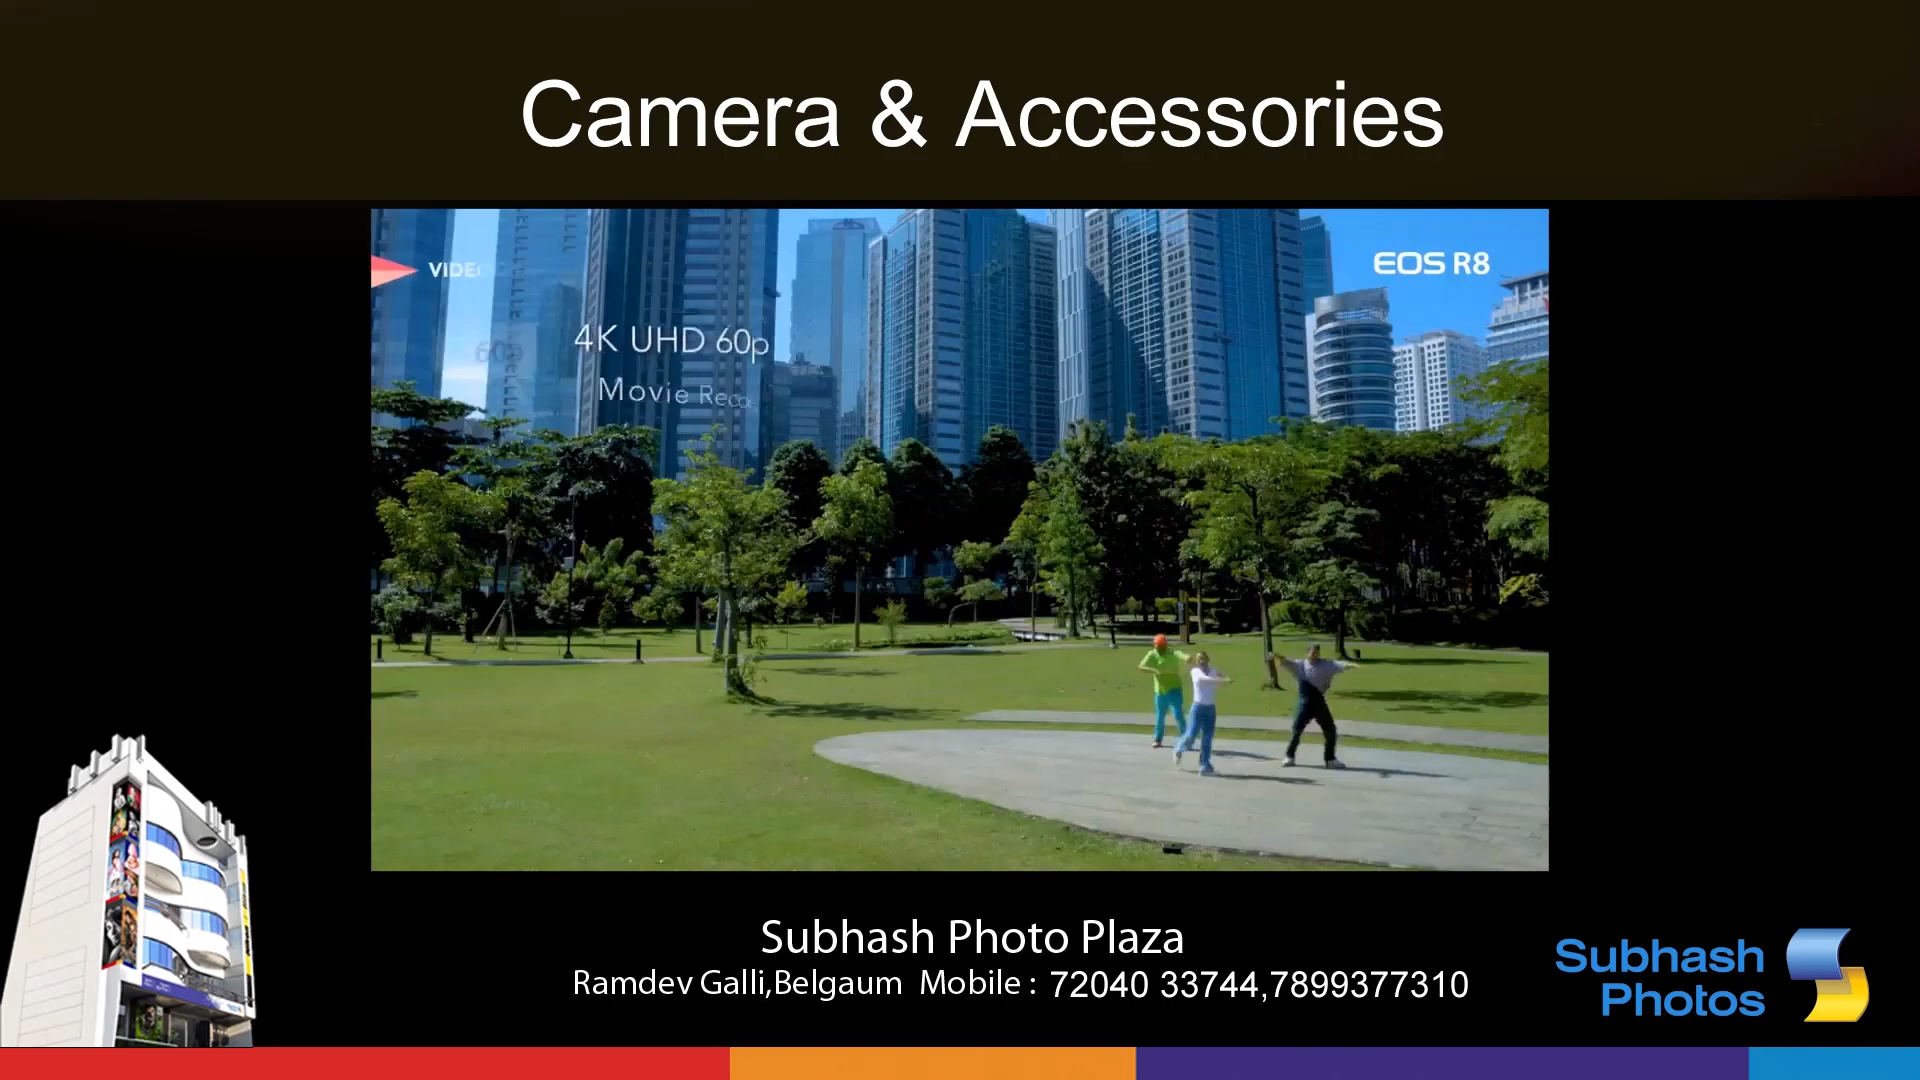 Camera & Accessories
EOS R8
4K UHD 60p
Movie
Subhash Photo Plaza
Ramdev Galli,Belgaum Mobile : 72040 33744,7899377310
Subhash
Photos